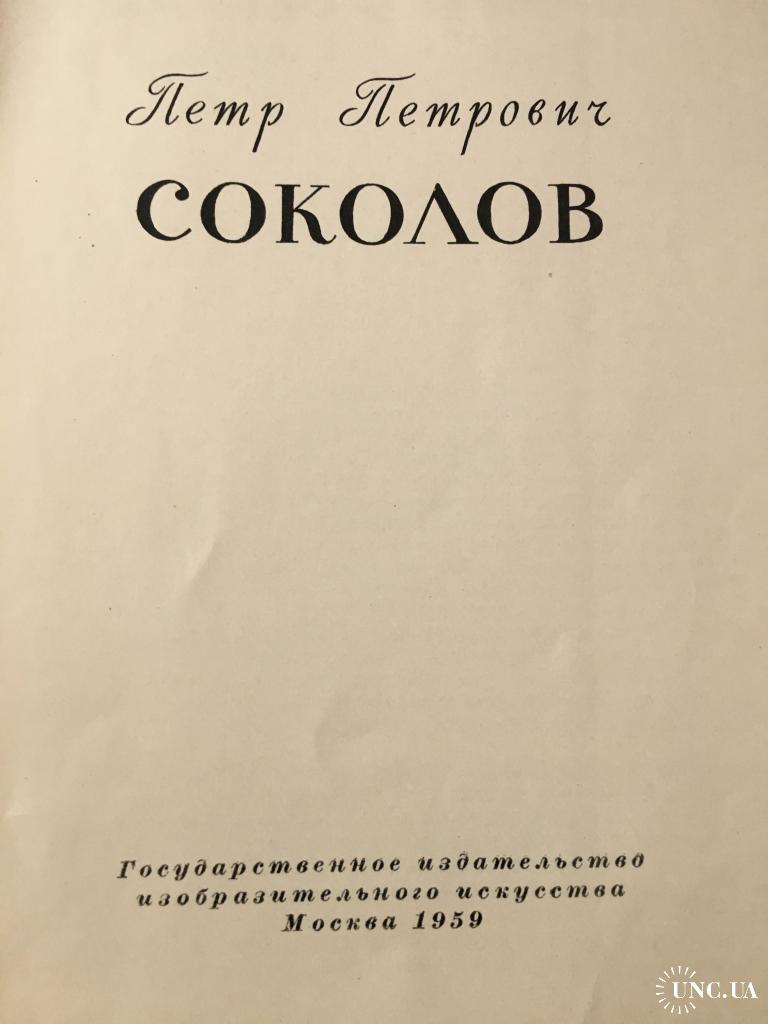 Петр Петрович
СОКОЛОВ
Государственное издательство
изобразительного искусства
Москва 1959
UNC.UA